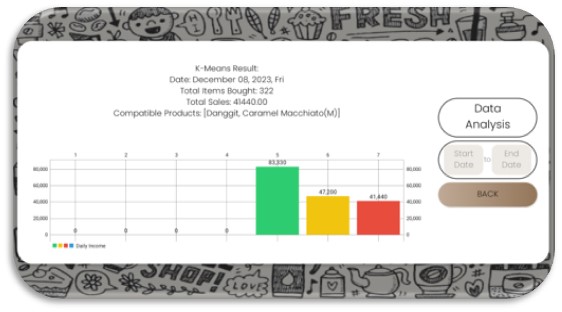 FRESH
K-Means Result:
Date: December 08, 2023, Fri
Total Items Bought: 322
Total Sales: 41440.00
Compatible Products: [Danggit, Caramel Macchiato(M)]
Data
Analysis
Start
Date
to
End
Date
BACK
1 2 3 4 5 6 7
80,000 80,000
60,000 60,000
40,000 40,000
20,000 20,000
0 0
0 0 0 0 83,930 47,200 41,440
Daily Income
SHOP!
LOVE